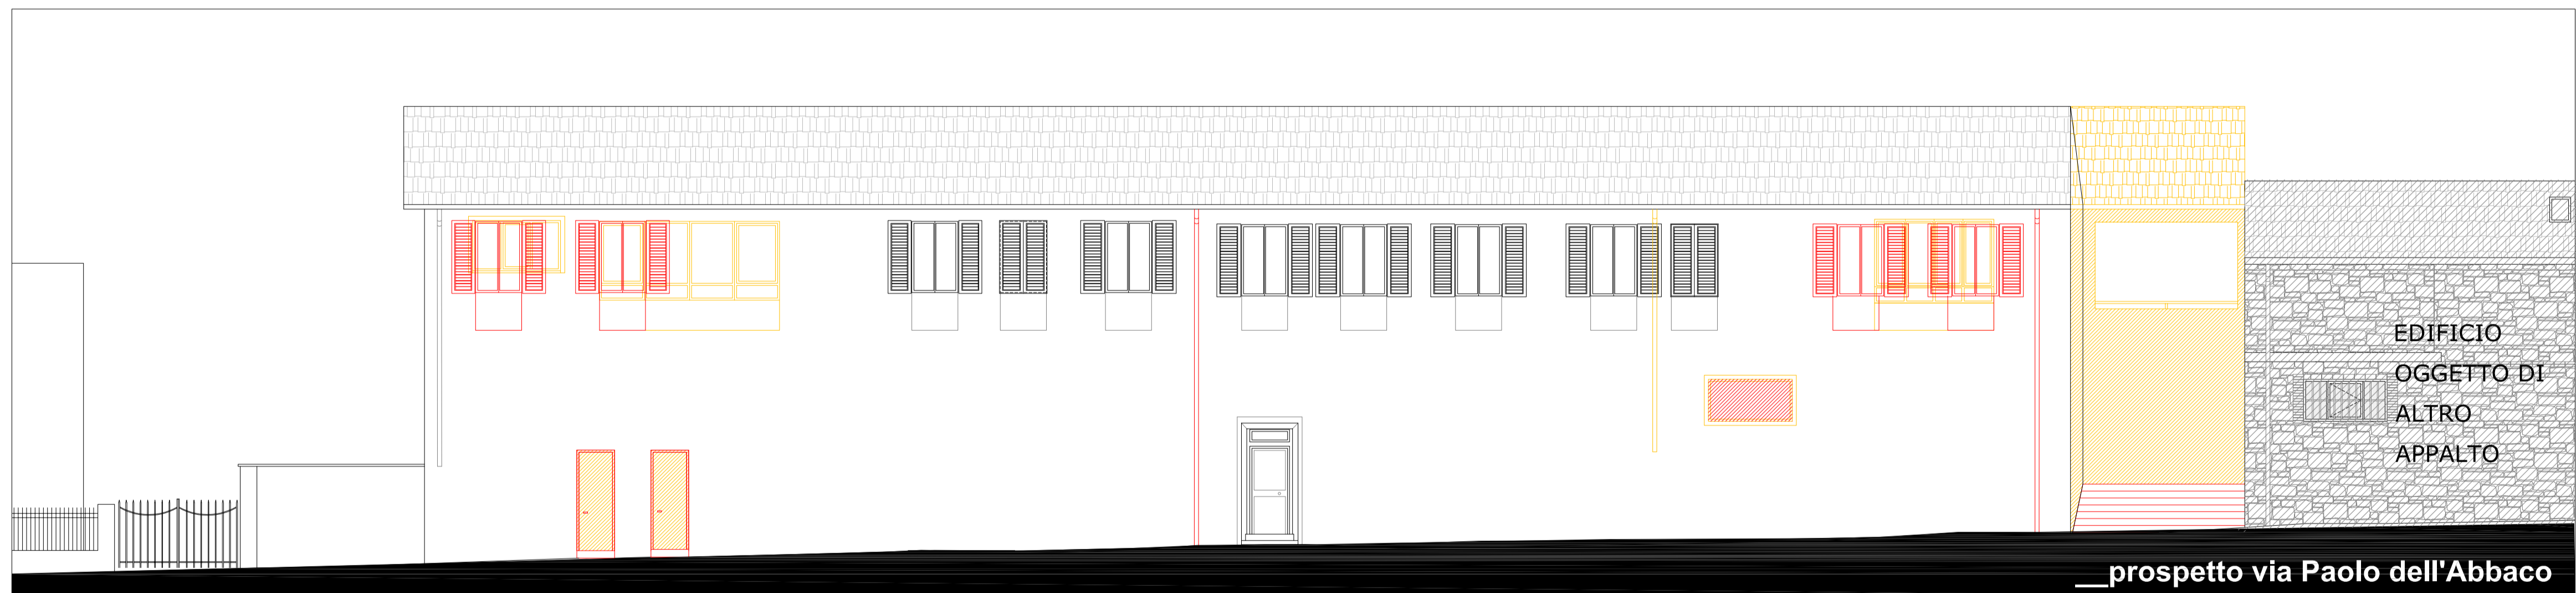 EDIFICIO
OGGETTO DI
ALTRO
APPALTO
__prospetto via Paolo dell'Abbaco